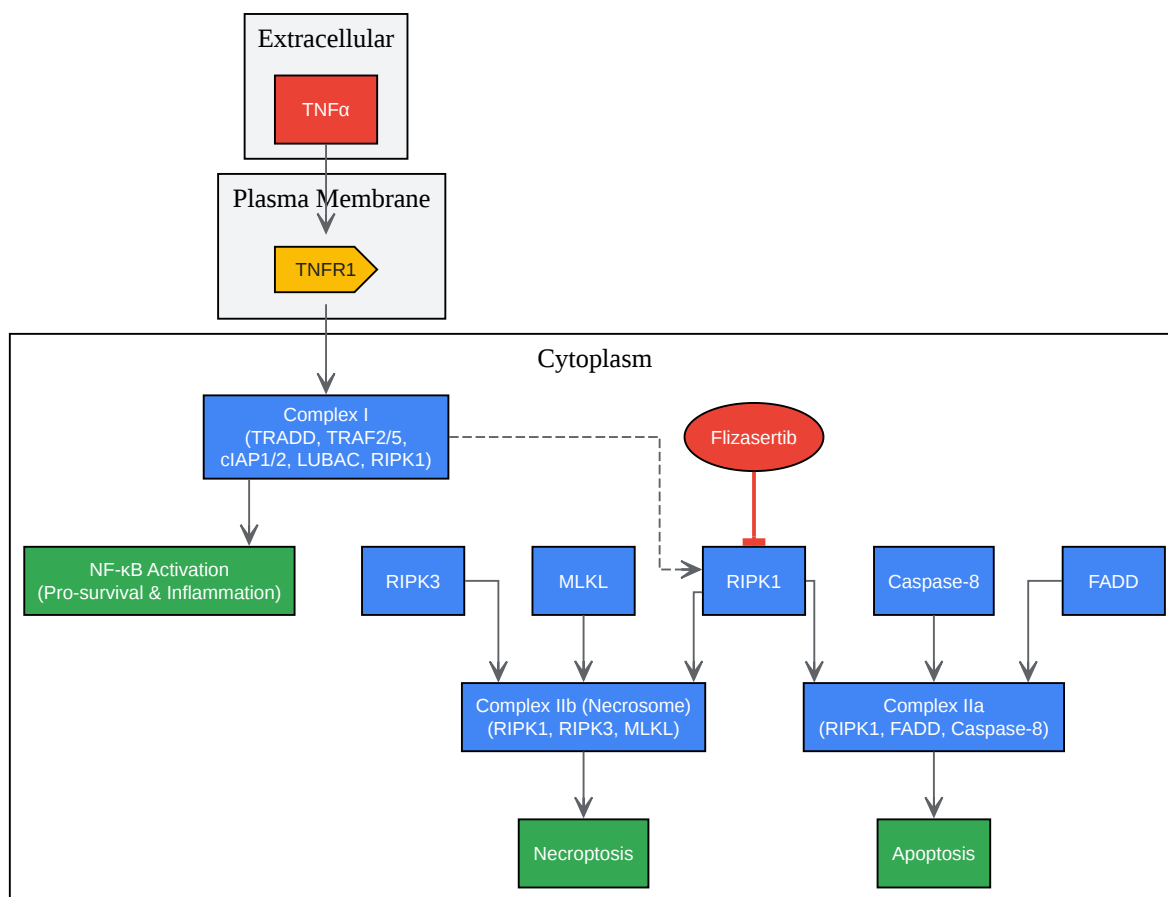 Extracellular
TNFα
Plasma Membrane
TNFR1
Cytoplasm
Complex I
(TRADD, TRAF2/5,
cIAP1/2, LUBAC, RIPK1)
Flizasertib
NF-κB Activation
(Pro-survival & Inflammation)
RIPK3
MLKL
RIPK1
Caspase-8
FADD
Complex IIb (Necrosome)
(RIPK1, RIPK3, MLKL)
Complex IIa
(RIPK1, FADD, Caspase-8)
Necroptosis
Apoptosis